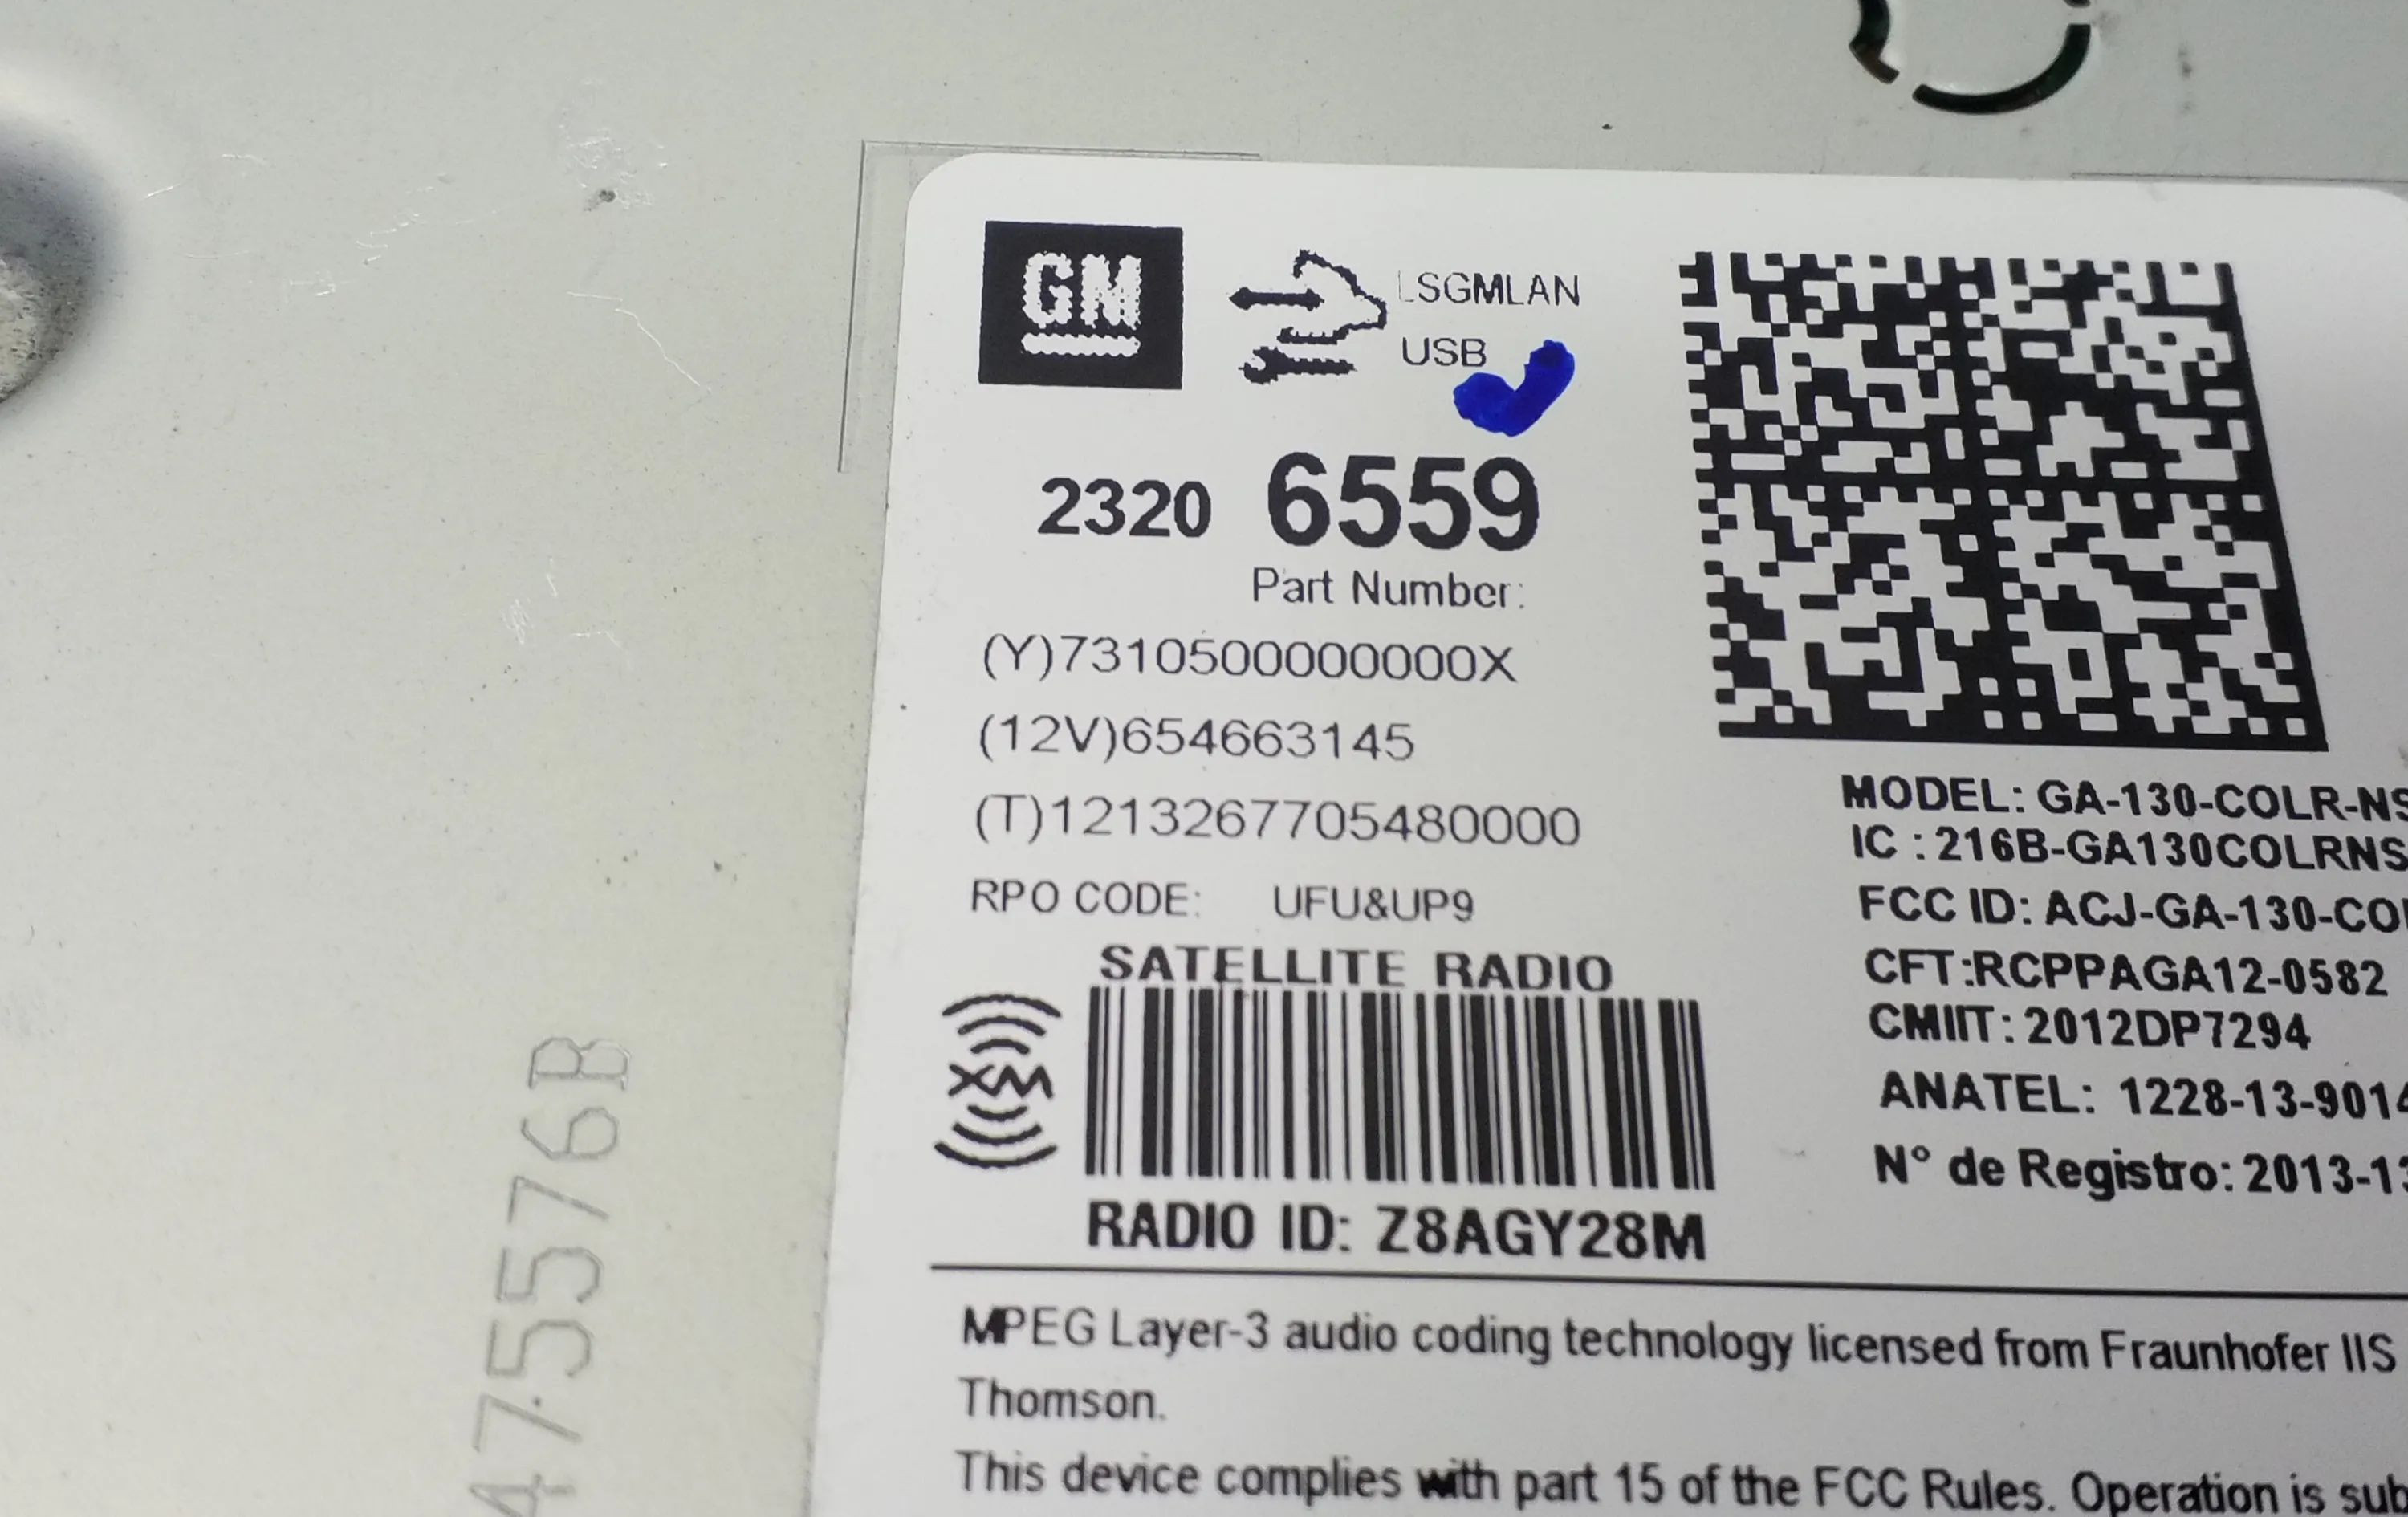 GM
LSGMLAN
USB
2320 6559
Part Number:
(Y)7310500000000X
(12V)654663145
(T)1213267705480000
RPO CODE: UFU&UP9
SATELLITE RADIO
XM
RADIO ID: Z8AGY28M
MODEL: GA-130-COLR-NS
IC : 216B-GA130COLRNS
FCC ID: ACJ-GA-130-COL
CFT:RCPPAGA12-0582
CMIIT: 2012DP7294
ANATEL: 1228-13-9014
N° de Registro: 2013-13
MPEG Layer-3 audio coding technology licensed from Fraunhofer IIS
Thomson.
This device complies with part 15 of the FCC Rules. Operation is sub
475576B